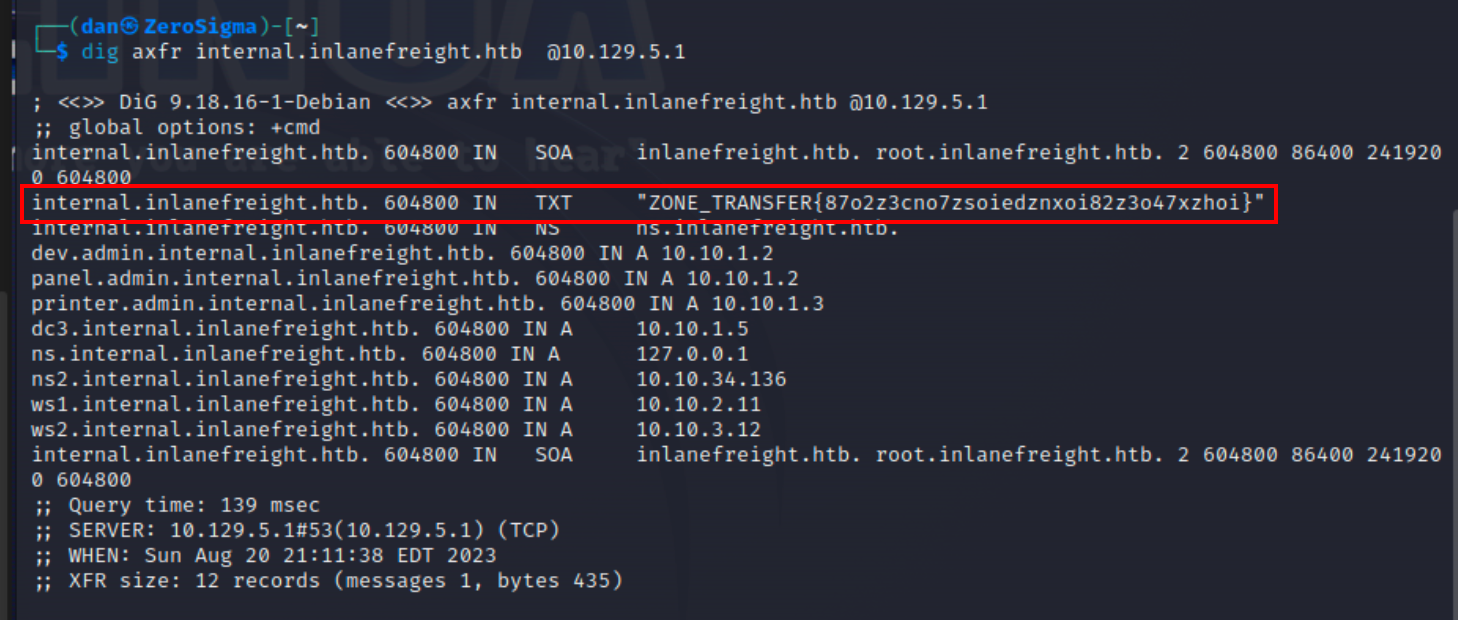 (dan㉿ZeroSigma)-[~]
$ dig axfr internal.inlanefreight.htb  @10.129.5.1
; <<>> DiG 9.18.16-1-Debian <<>> axfr internal.inlanefreight.htb @10.129.5.1
;; global options: +cmd
internal.inlanefreight.htb. 604800 IN   SOA     inlanefreight.htb. root.inlanefreight.htb. 2 604800 86400 241920
0 604800
internal.inlanefreight.htb. 604800 IN   TXT     "ZONE_TRANSFER{87o2z3cno7zsoiedznxoi82z3o47xzhoi}"
internal.inlanefreight.htb. 604800 IN   NS      ns.inlanefreight.htb.
dev.admin.internal.inlanefreight.htb. 604800 IN A 10.10.1.2
panel.admin.internal.inlanefreight.htb. 604800 IN A 10.10.1.2
printer.admin.internal.inlanefreight.htb. 604800 IN A 10.10.1.3
dc3.internal.inlanefreight.htb. 604800 IN A     10.10.1.5
ns.internal.inlanefreight.htb. 604800 IN A      127.0.0.1
ns2.internal.inlanefreight.htb. 604800 IN A     10.10.34.136
ws1.internal.inlanefreight.htb. 604800 IN A     10.10.2.11
ws2.internal.inlanefreight.htb. 604800 IN A     10.10.3.12
internal.inlanefreight.htb. 604800 IN   SOA     inlanefreight.htb. root.inlanefreight.htb. 2 604800 86400 241920
0 604800
;; Query time: 139 msec
;; SERVER: 10.129.5.1#53(10.129.5.1) (TCP)
;; WHEN: Sun Aug 20 21:11:38 EDT 2023
;; XFR size: 12 records (messages 1, bytes 435)